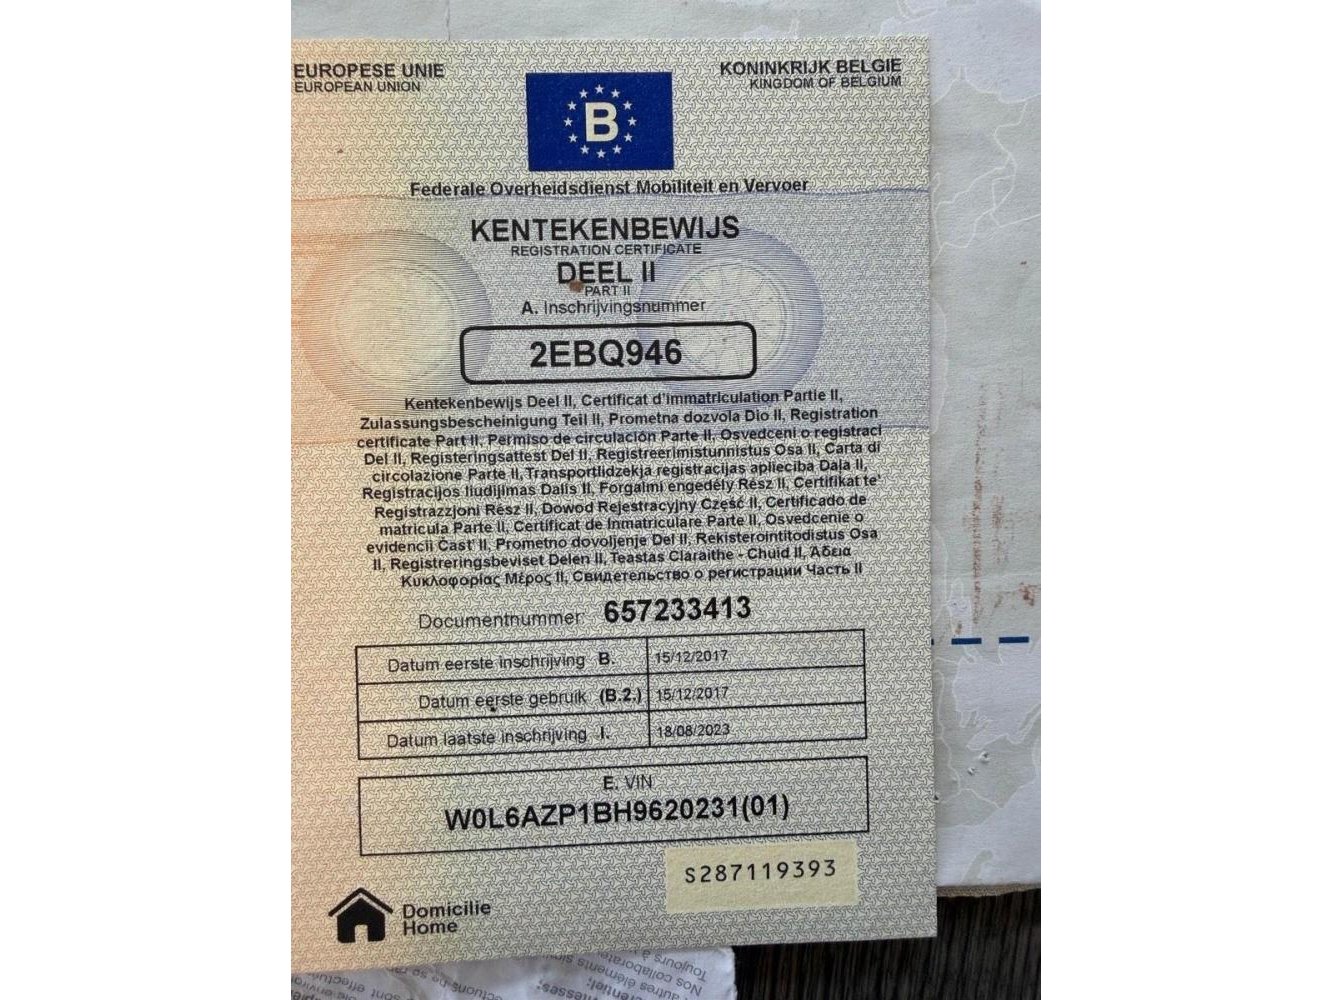 EUROPESE UNIE
EUROPEAN UNION
KONINKRIJK BELGIE
KINGDOM OF BELGIUM
B
Federale Overheidsdienst Mobiliteit en Vervoer
KENTEKENBEWIJS
REGISTRATION CERTIFICATE
DEEL II
PART II
A. Inschrijvingsnummer
2EBQ946
Kentekenbewijs Deel II, Certificat d'immatriculation Partie II,
Zulassungsbescheinigung Teil II, Prometna dozvola Dio II, Registration
certificate Part II, Permiso de circulación Parte II, Osvedceni o registraci
Del II, Registeringsattest Del II, Registreerimistunnistus Osa II, Carta di
circolazione Parte II, Transportlidzekja registracijas aplieciba Daļa II,
Registracijos liudijimas Dalis II, Forgalmi engedély Rész II, Certifikat te'
Registrazzjoni Rész II, Dowod Rejestracyjny Część II, Certificado de
matricula Parte II, Certificat de Inmatriculare Parte II, Osvedcenie o
evidencii Čast' II, Prometno dovoljenje Del II, Rekisterointitodistus Osa
II, Registreringsbeviset Delen II, Teastas Claraithe - Chuid II, Άδεια
Κυκλοφορίας Μέρος II, Свидетельство о регистрации Часть II
Documentnummer: 657233413
Datum eerste inschrijving B. 15/12/2017
Datum eerste gebruik (B.2.) 15/12/2017
Datum laatste inschrijving I. 18/08/2023
E. VIN
W0L6AZP1BH9620231(01)
S287119393
Domicilie
Home